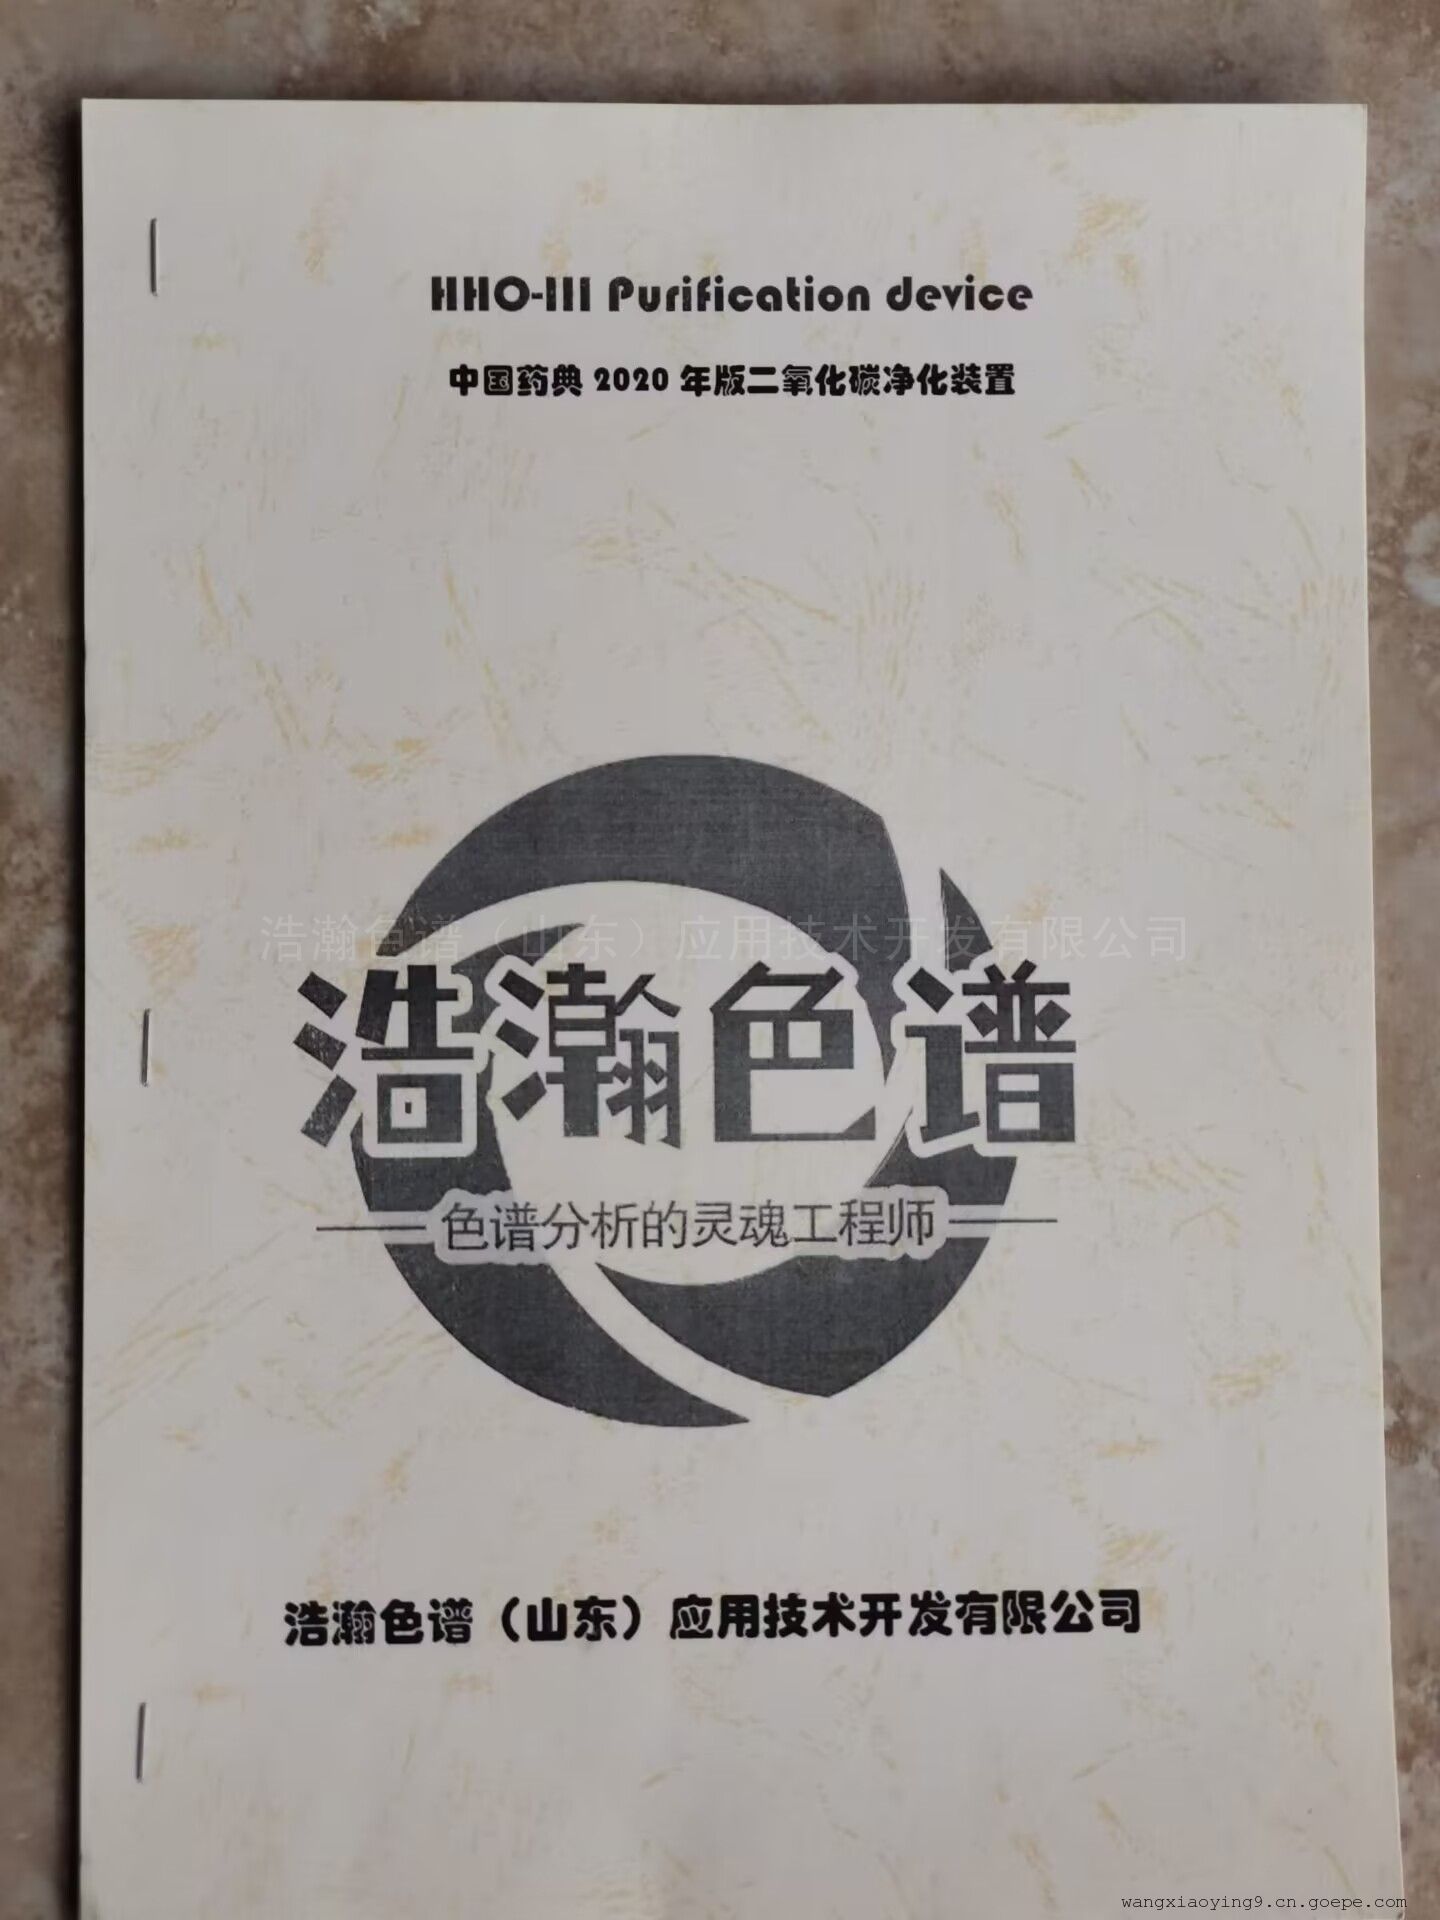 HHO-III Purification device
中国药典 2020 年版二氧化碳净化装置
浩瀚色谱（山东）应用技术开发有限公司
浩瀚色谱
色谱分析的灵魂工程师
浩瀚色谱（山东）应用技术开发有限公司
wangxiaoying9.cn.goepe.com